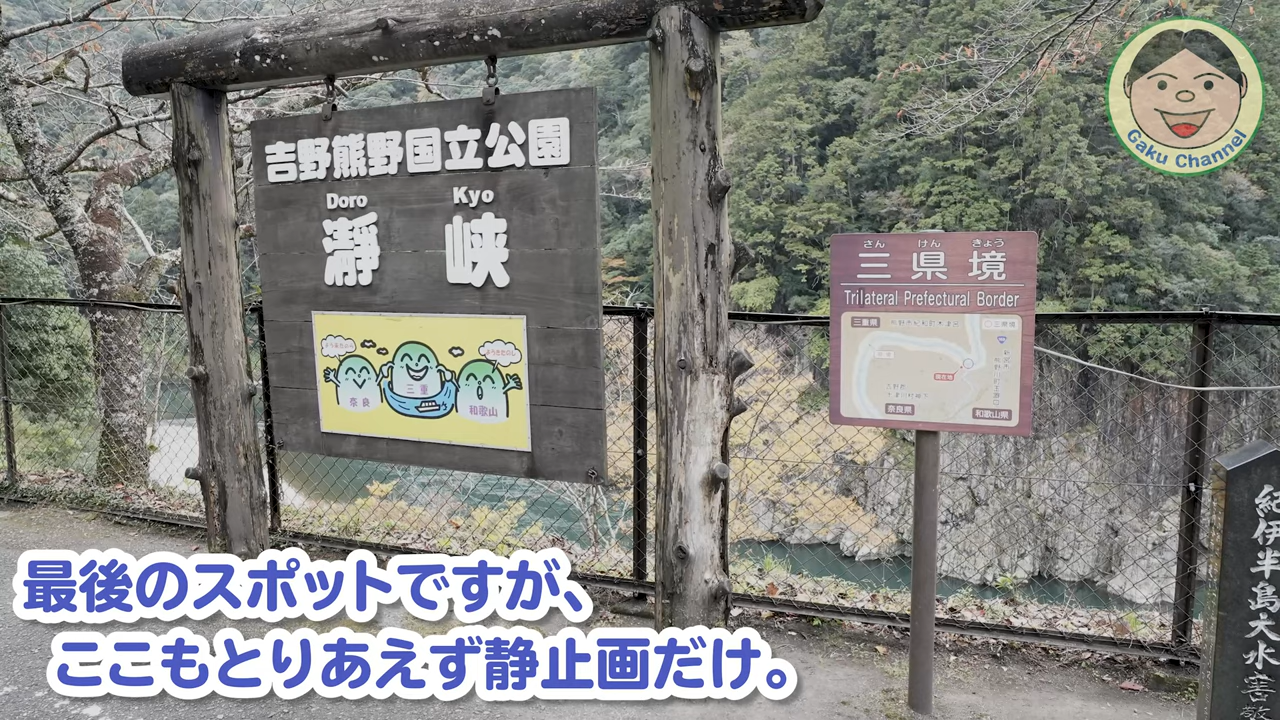 吉野熊野国立公園
Doro Kyo
瀞峡
奈良
三重
和歌山
さん けん きょう
三県境
Trilateral Prefectural Border
三重県
現在地
奈良県
和歌山県
紀伊半島大水害
Gaku Channel
最後のスポットですが、
ここもとりあえず静止画だけ。